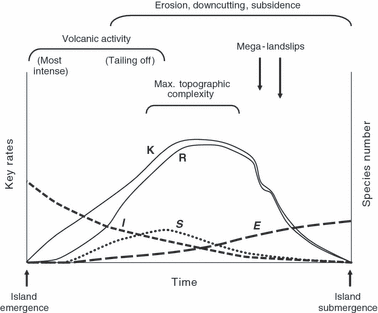 Erosion, downcutting, subsidence
Volcanic activity
(Most
intense)
(Tailing off)
Mega-landslips
Max. topographic
complexity
Key rates
Species number
K
R
I
S
E
Time
Island
emergence
Island
submergence